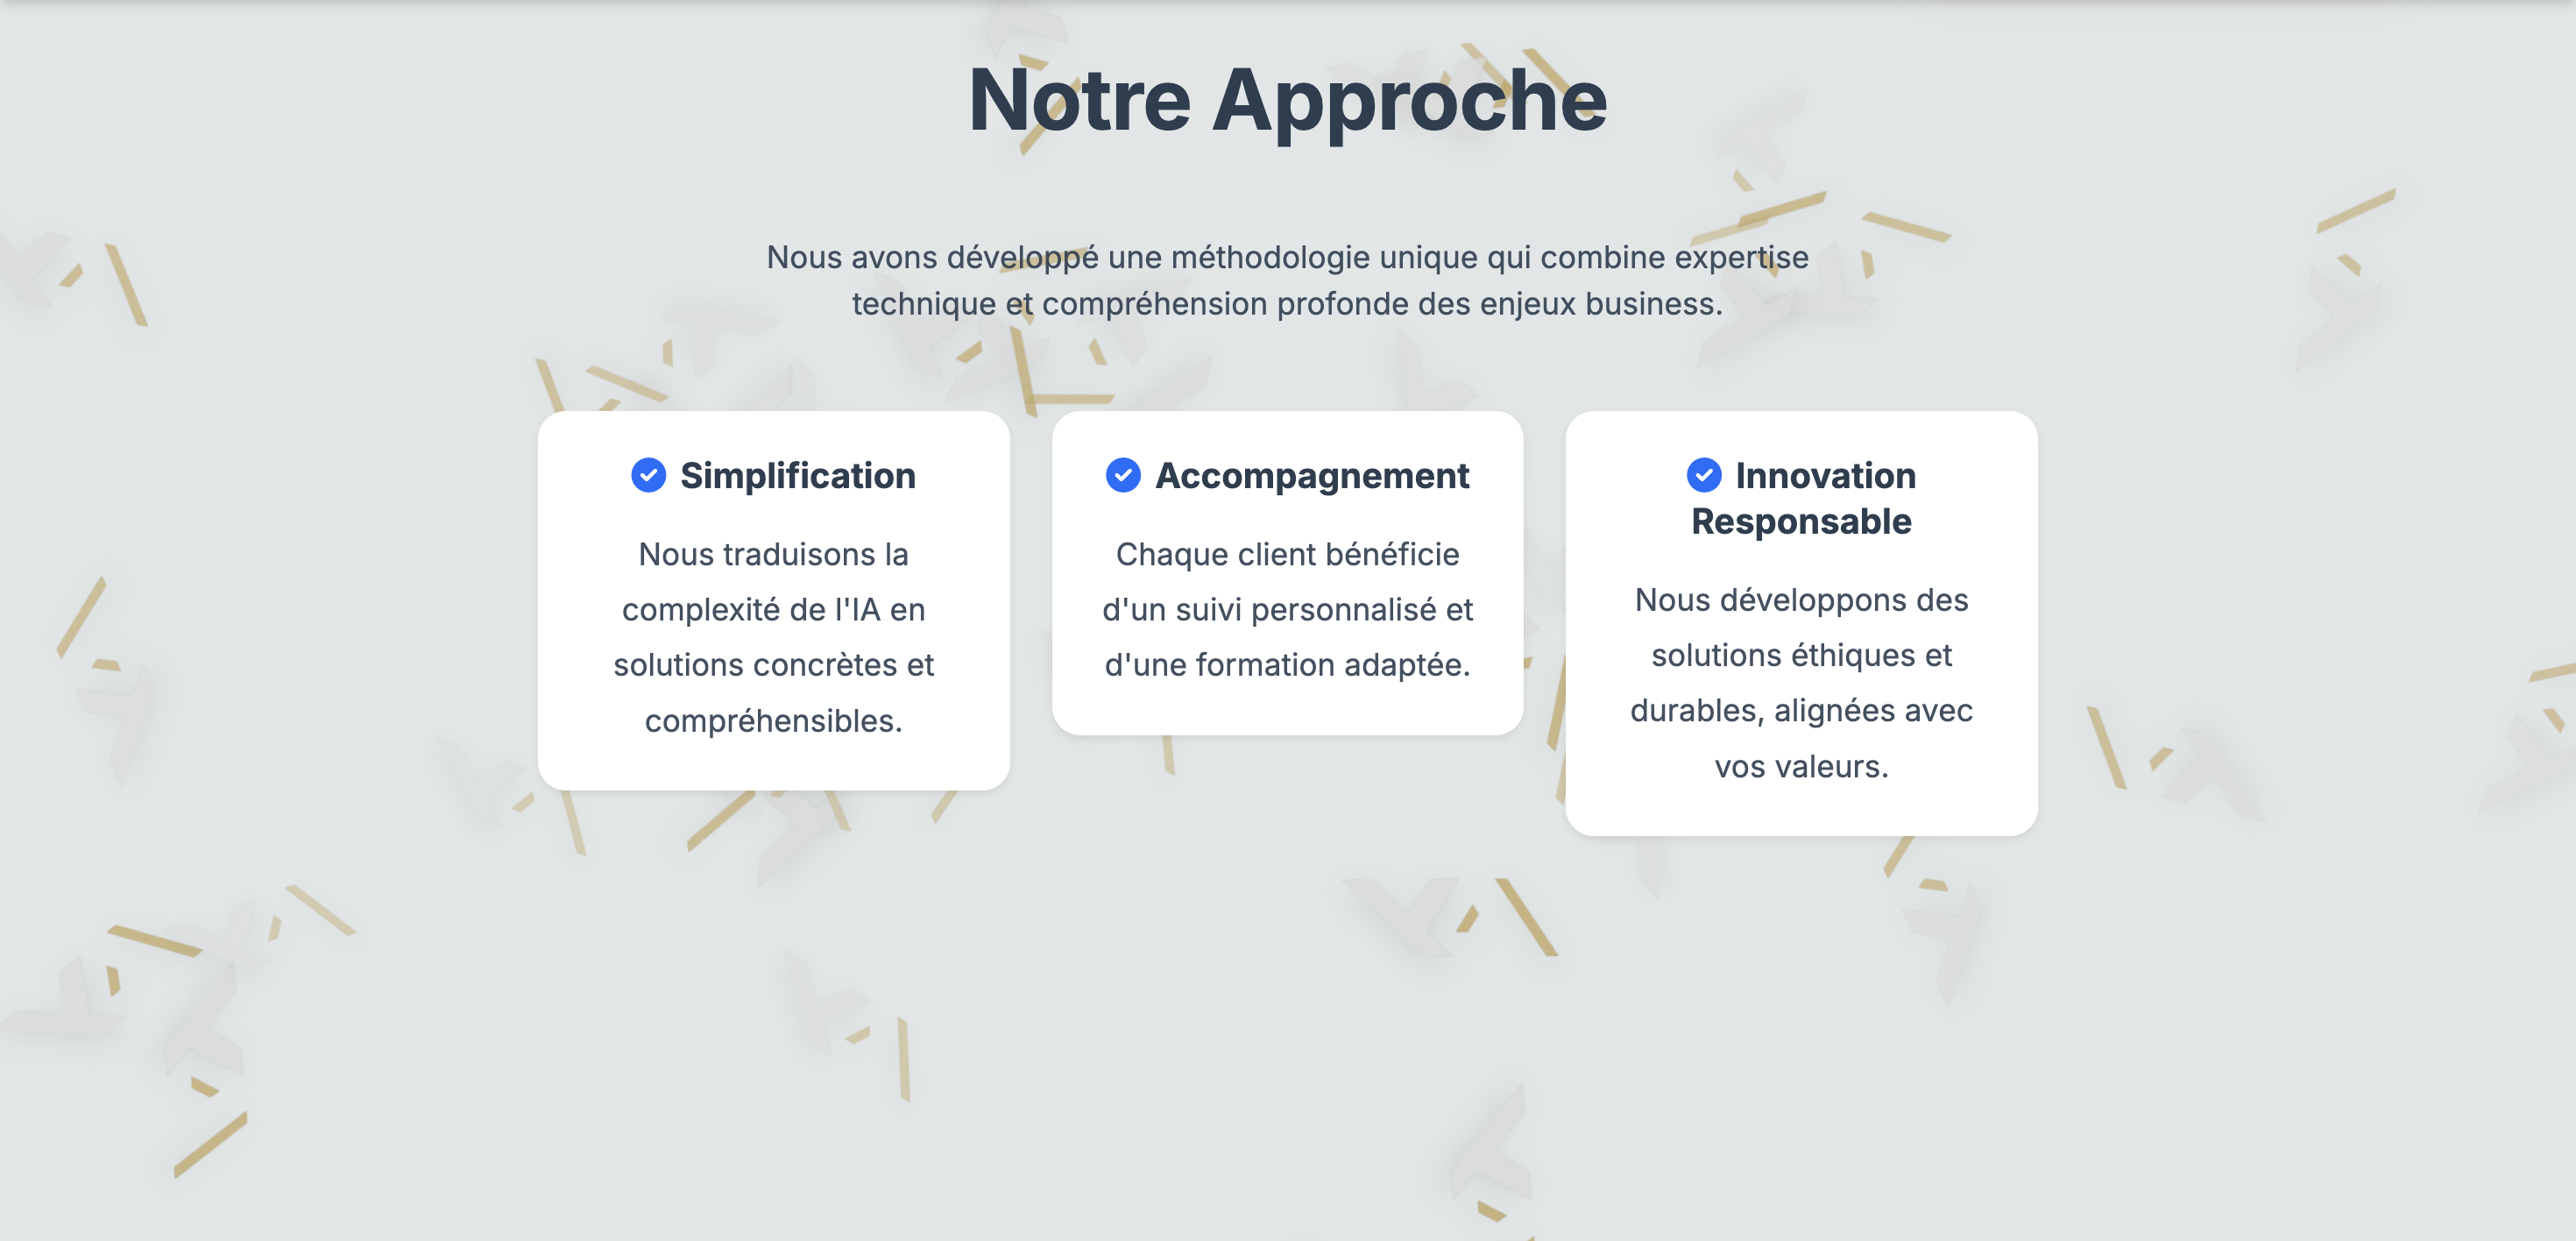 Notre Approche
Nous avons développé une méthodologie unique qui combine expertise
technique et compréhension profonde des enjeux business.
Simplification
Nous traduisons la
complexité de l'IA en
solutions concrètes et
compréhensibles.
Accompagnement
Chaque client bénéficie
d'un suivi personnalisé et
d'une formation adaptée.
Innovation
Responsable
Nous développons des
solutions éthiques et
durables, alignées avec
vos valeurs.